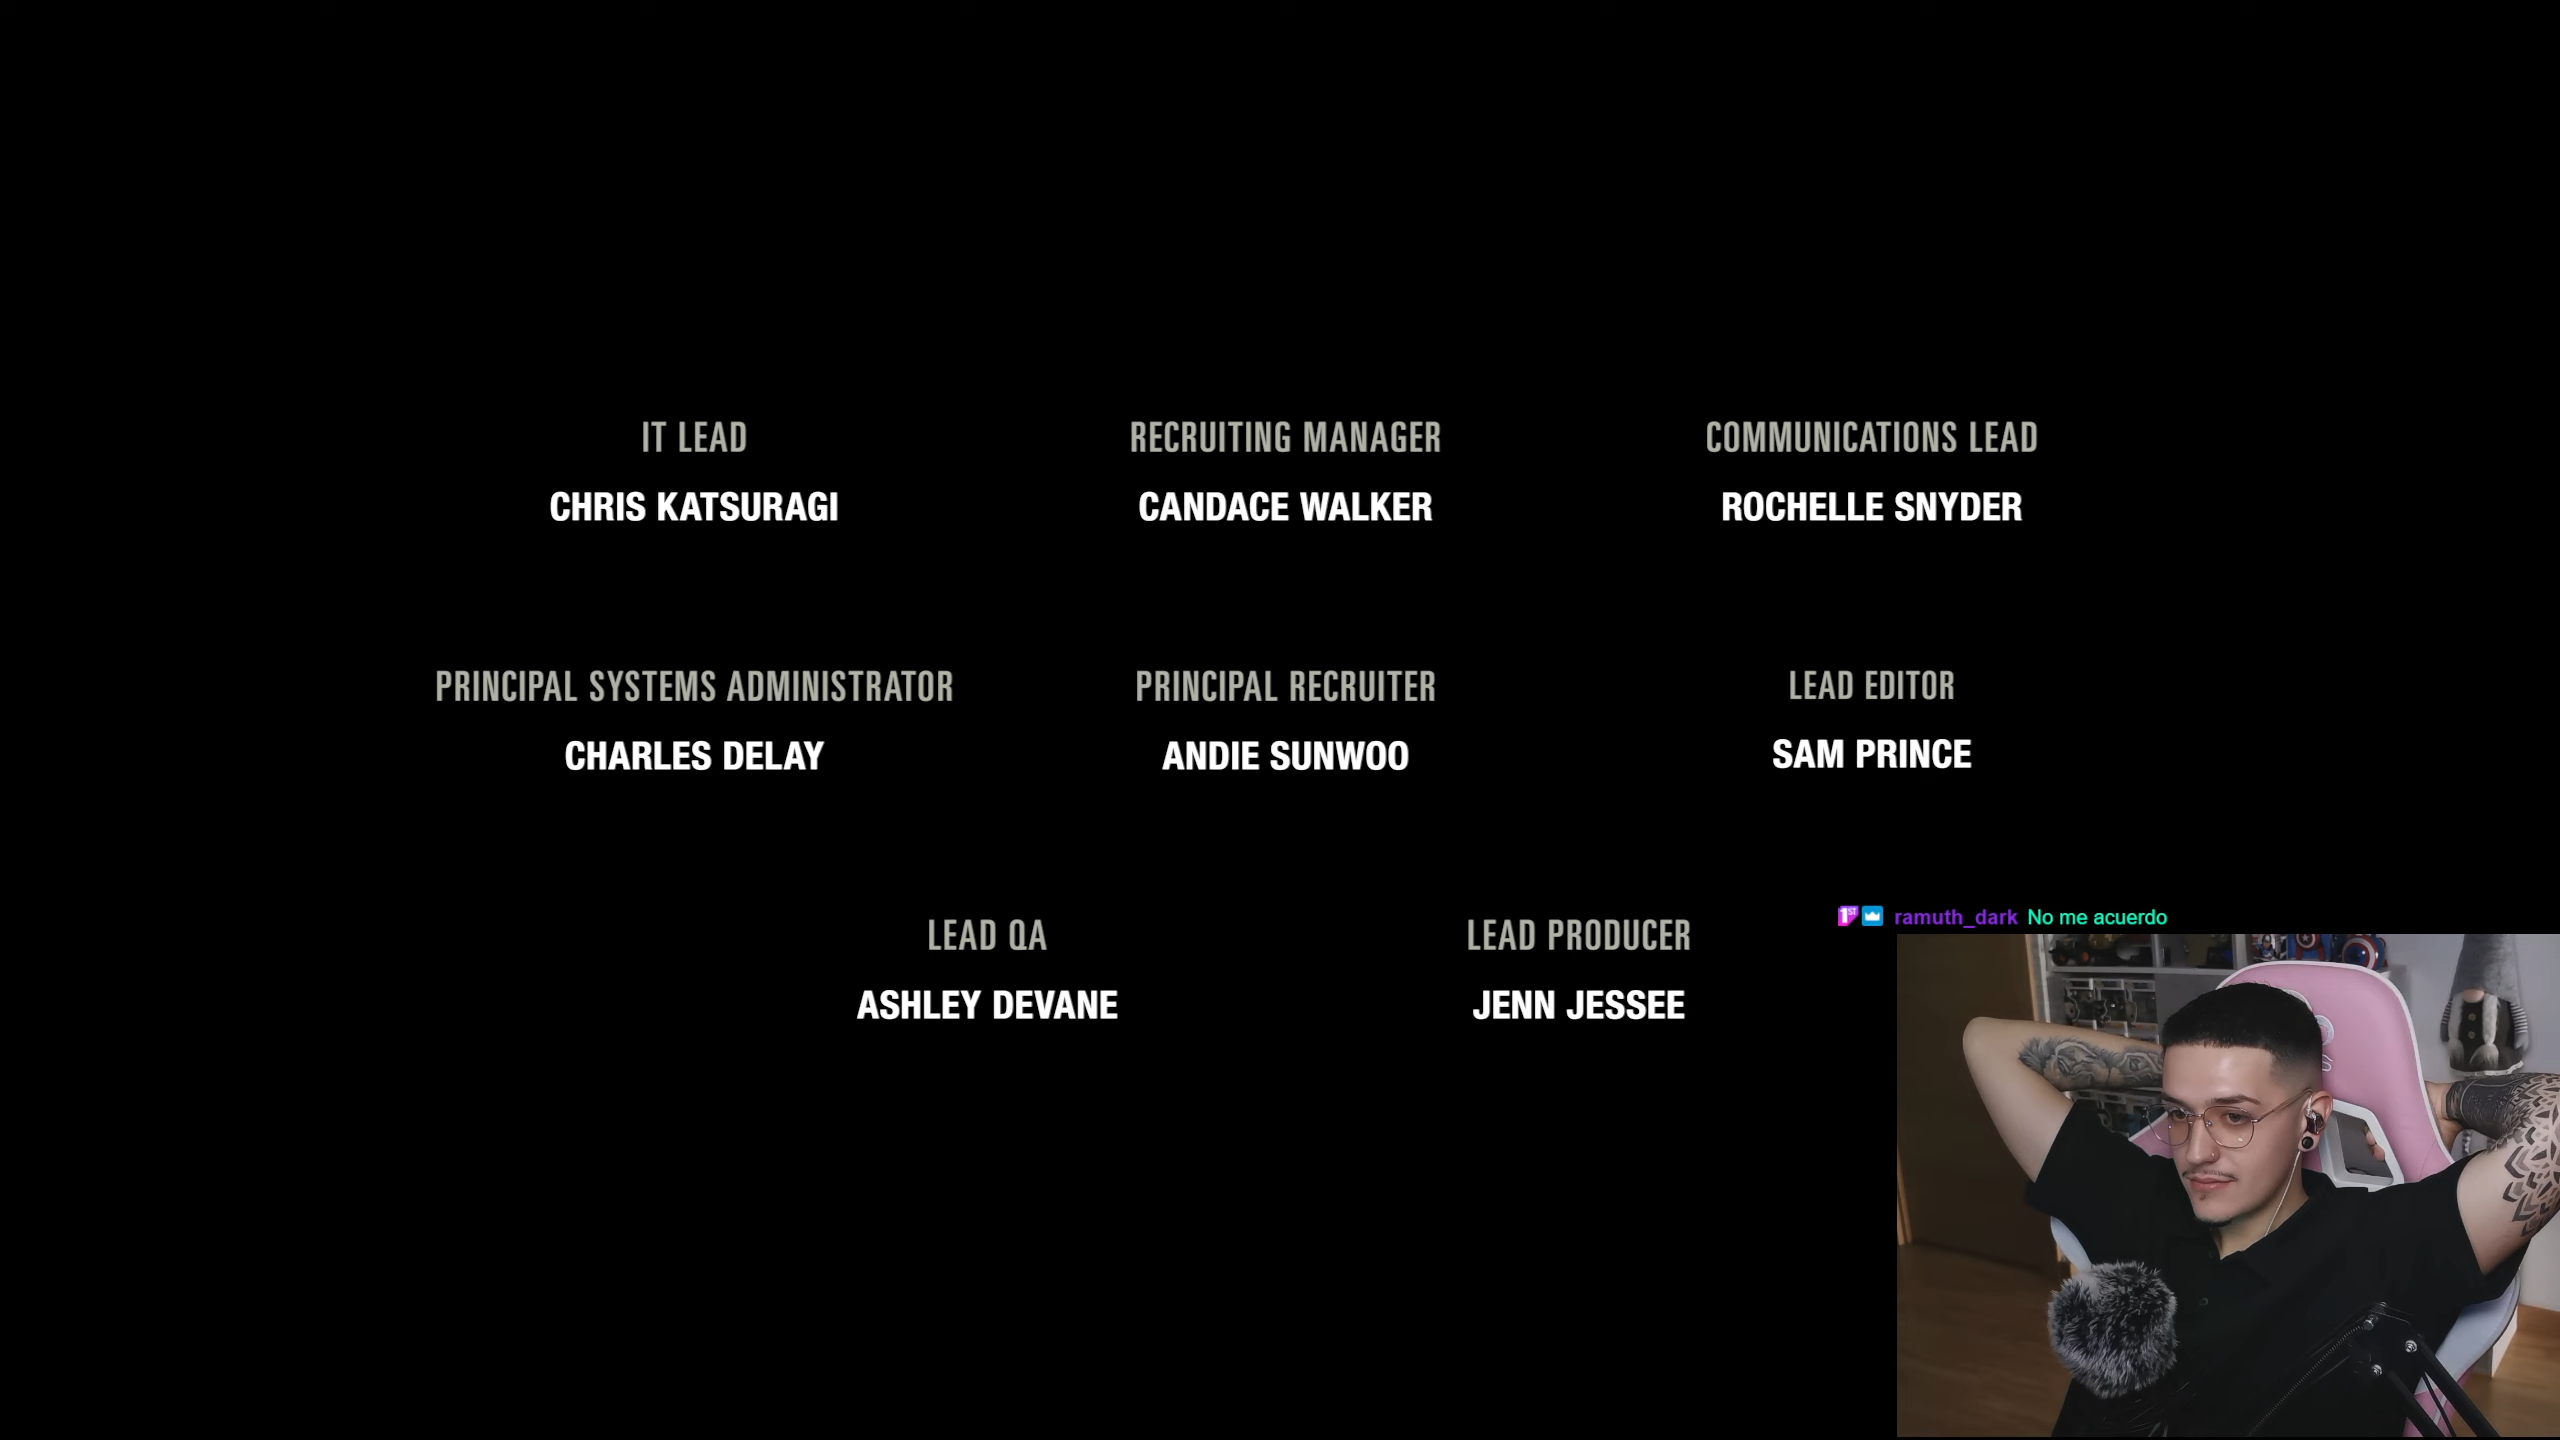 IT LEAD
CHRIS KATSURAGI
RECRUITING MANAGER
CANDACE WALKER
COMMUNICATIONS LEAD
ROCHELLE SNYDER
PRINCIPAL SYSTEMS ADMINISTRATOR
CHARLES DELAY
PRINCIPAL RECRUITER
ANDIE SUNWOO
LEAD EDITOR
SAM PRINCE
LEAD QA
ASHLEY DEVANE
LEAD PRODUCER
JENN JESSEE
1ST ramuth_dark No me acuerdo